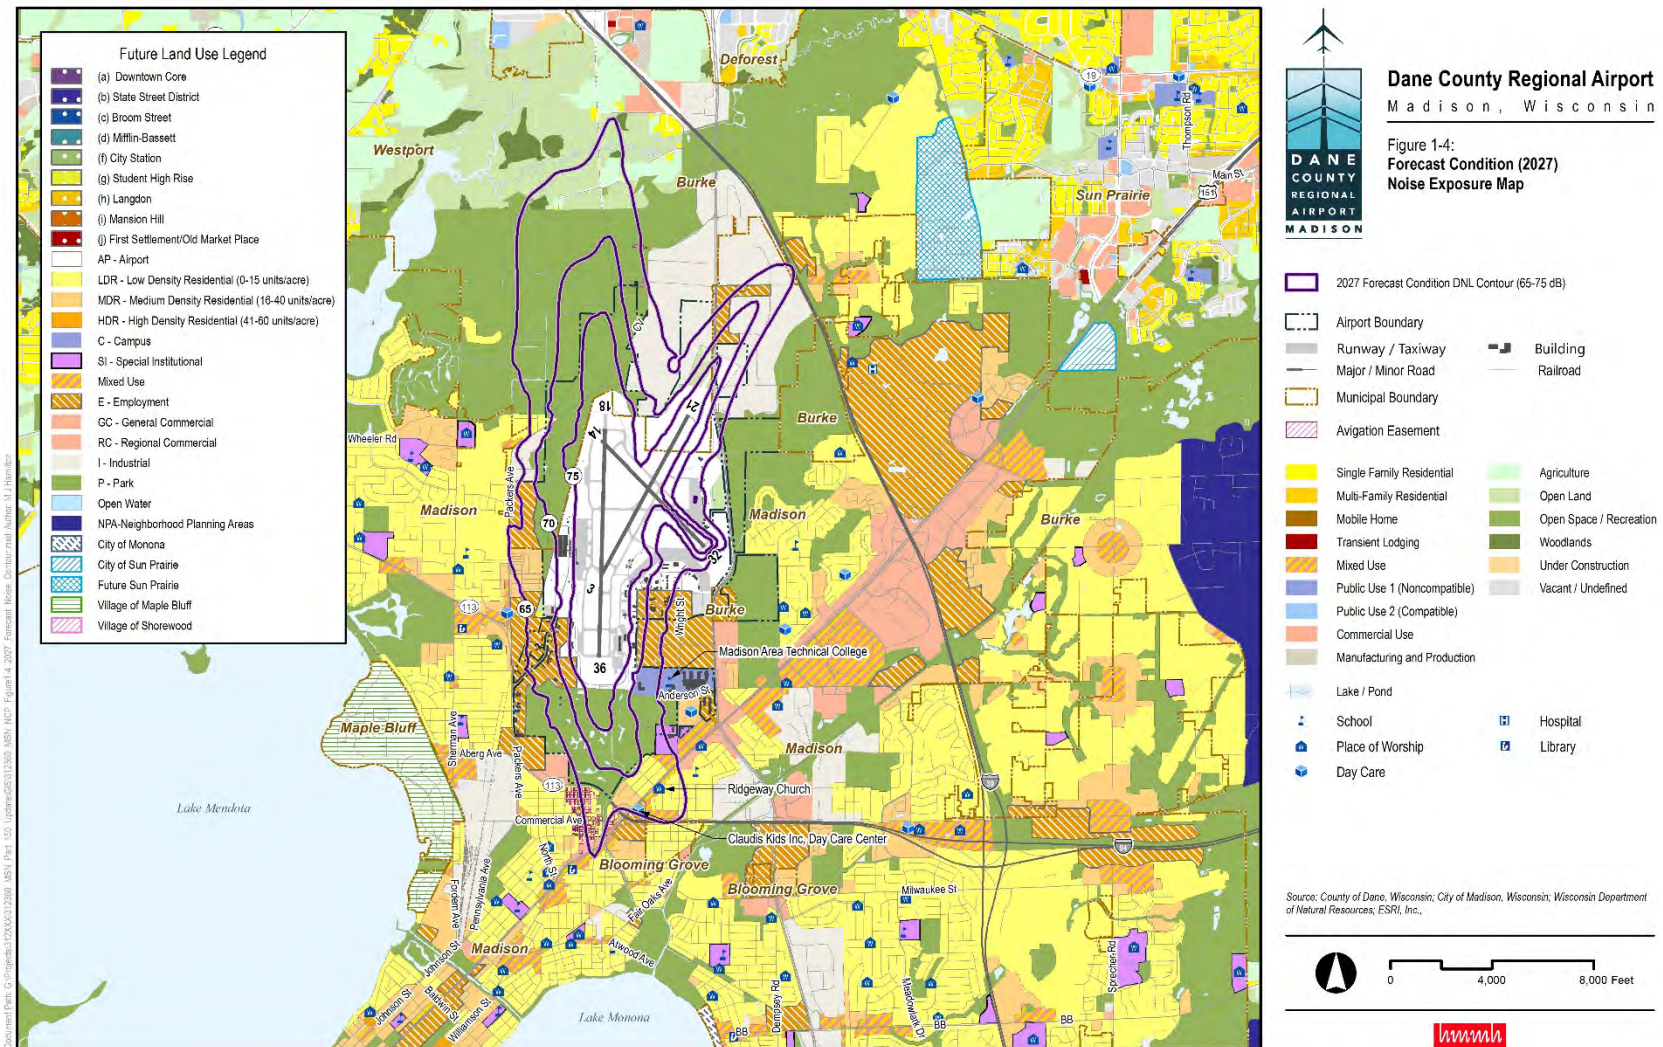 Future Land Use Legend
(a) Downtown Core
(b) State Street District
(c) Broom Street
(d) Mifflin-Bassett
(f) City Station
(g) Student High Rise
(h) Langdon
(i) Mansion Hill
(j) First Settlement/Old Market Place
AP - Airport
LDR - Low Density Residential (0-15 units/acre)
MDR - Medium Density Residential (16-40 units/acre)
HDR - High Density Residential (41-60 units/acre)
C - Campus
SI - Special Institutional
Mixed Use
E - Employment
GC - General Commercial
RC - Regional Commercial
I - Industrial
P - Park
Open Water
NPA-Neighborhood Planning Areas
City of Monona
City of Sun Prairie
Future Sun Prairie
Village of Maple Bluff
Village of Shorewood
Deforest
19
Thompson Rd
Westport
Burke
Main St
151
Sun Prairie
CV
18
21
14
Burke
Wheeler Rd
Packers Ave
75
Madison
70
Madison
Burke
32
3
113
65
Wright St
Burke
36
Madison Area Technical College
Anderson St
Maple Bluff
Sherman Ave
Aberg Ave
Packers Ave
Madison
113
Ridgeway Church
Lake Mendota
Commercial Ave
Claudis Kids Inc, Day Care Center
94
North St
Blooming Grove
Blooming Grove
Milwaukee St
Fordem Ave
Pennsylvania Ave
Fair Oaks Ave
Madison
Atwood Ave
Johnson St
Johnson St
Baldwin St
Williamson St
Lake Monona
Dempsey Rd
Meadowlark Dr
Sprecher Rd
BB
BB
BB
DANE
COUNTY
REGIONAL
AIRPORT
MADISON
Dane County Regional Airport
Madison, Wisconsin
Figure 1-4:
Forecast Condition (2027)
Noise Exposure Map
2027 Forecast Condition DNL Contour (65-75 dB)
Airport Boundary
Runway / Taxiway
Building
Major / Minor Road
Railroad
Municipal Boundary
Avigation Easement
Single Family Residential
Agriculture
Multi-Family Residential
Open Land
Mobile Home
Open Space / Recreation
Transient Lodging
Woodlands
Mixed Use
Under Construction
Public Use 1 (Noncompatible)
Vacant / Undefined
Public Use 2 (Compatible)
Commercial Use
Manufacturing and Production
Lake / Pond
School
Hospital
Place of Worship
Library
Day Care
Source: County of Dane, Wisconsin; City of Madison, Wisconsin; Wisconsin Department
of Natural Resources; ESRI, Inc.,
0 4,000 8,000 Feet
hmmh